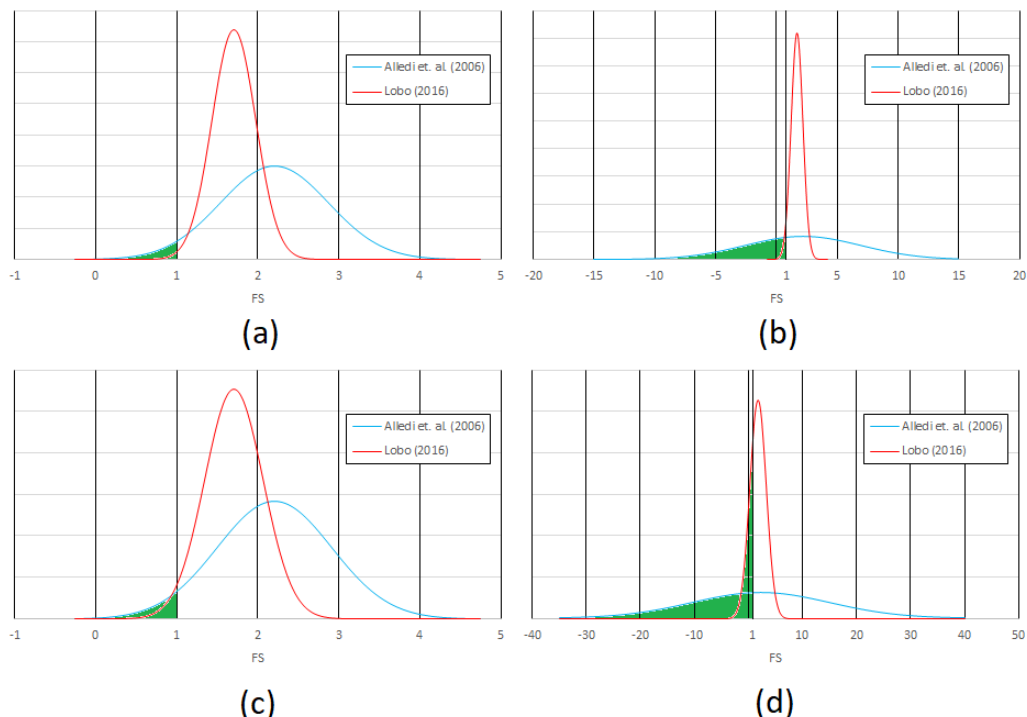 Alledi et. al. (2006)
Lobo (2016)
-1 0 1 2 3 4 5
FS
(a)
Alledi et. al. (2006)
Lobo (2016)
-20 -15 -10 -5 1 5 10 15 20
FS
(b)
Alledi et. al. (2006)
Lobo (2016)
-1 0 1 2 3 4 5
FS
(c)
Alledi et. al. (2006)
Lobo (2016)
-40 -30 -20 -10 1 10 20 30 40 50
FS
(d)